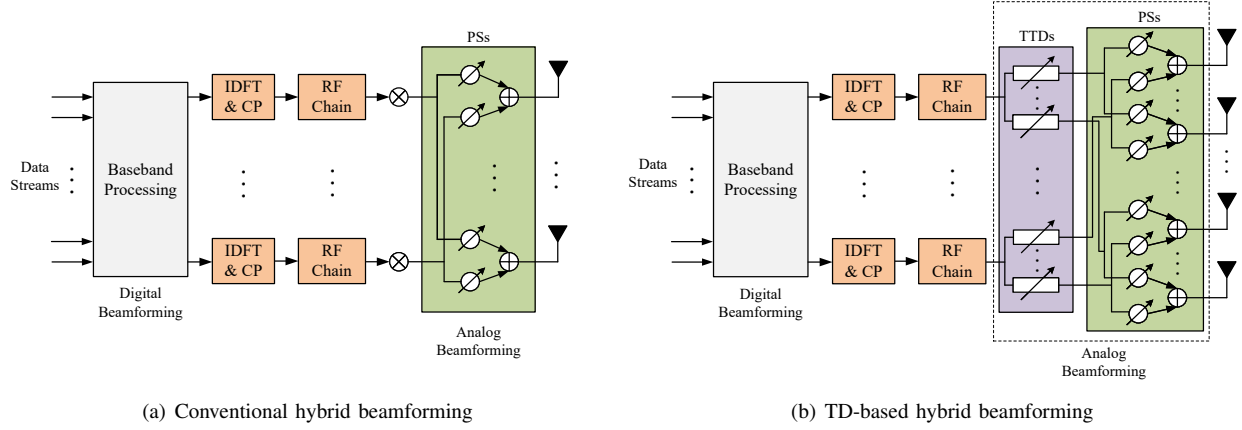 Data
Streams
Baseband
Processing
Digital
Beamforming
IDFT
& CP
RF
Chain
IDFT
& CP
RF
Chain
PSs
Analog
Beamforming
(a) Conventional hybrid beamforming
Data
Streams
Baseband
Processing
Digital
Beamforming
IDFT
& CP
RF
Chain
IDFT
& CP
RF
Chain
TTDs
PSs
Analog
Beamforming
(b) TD-based hybrid beamforming